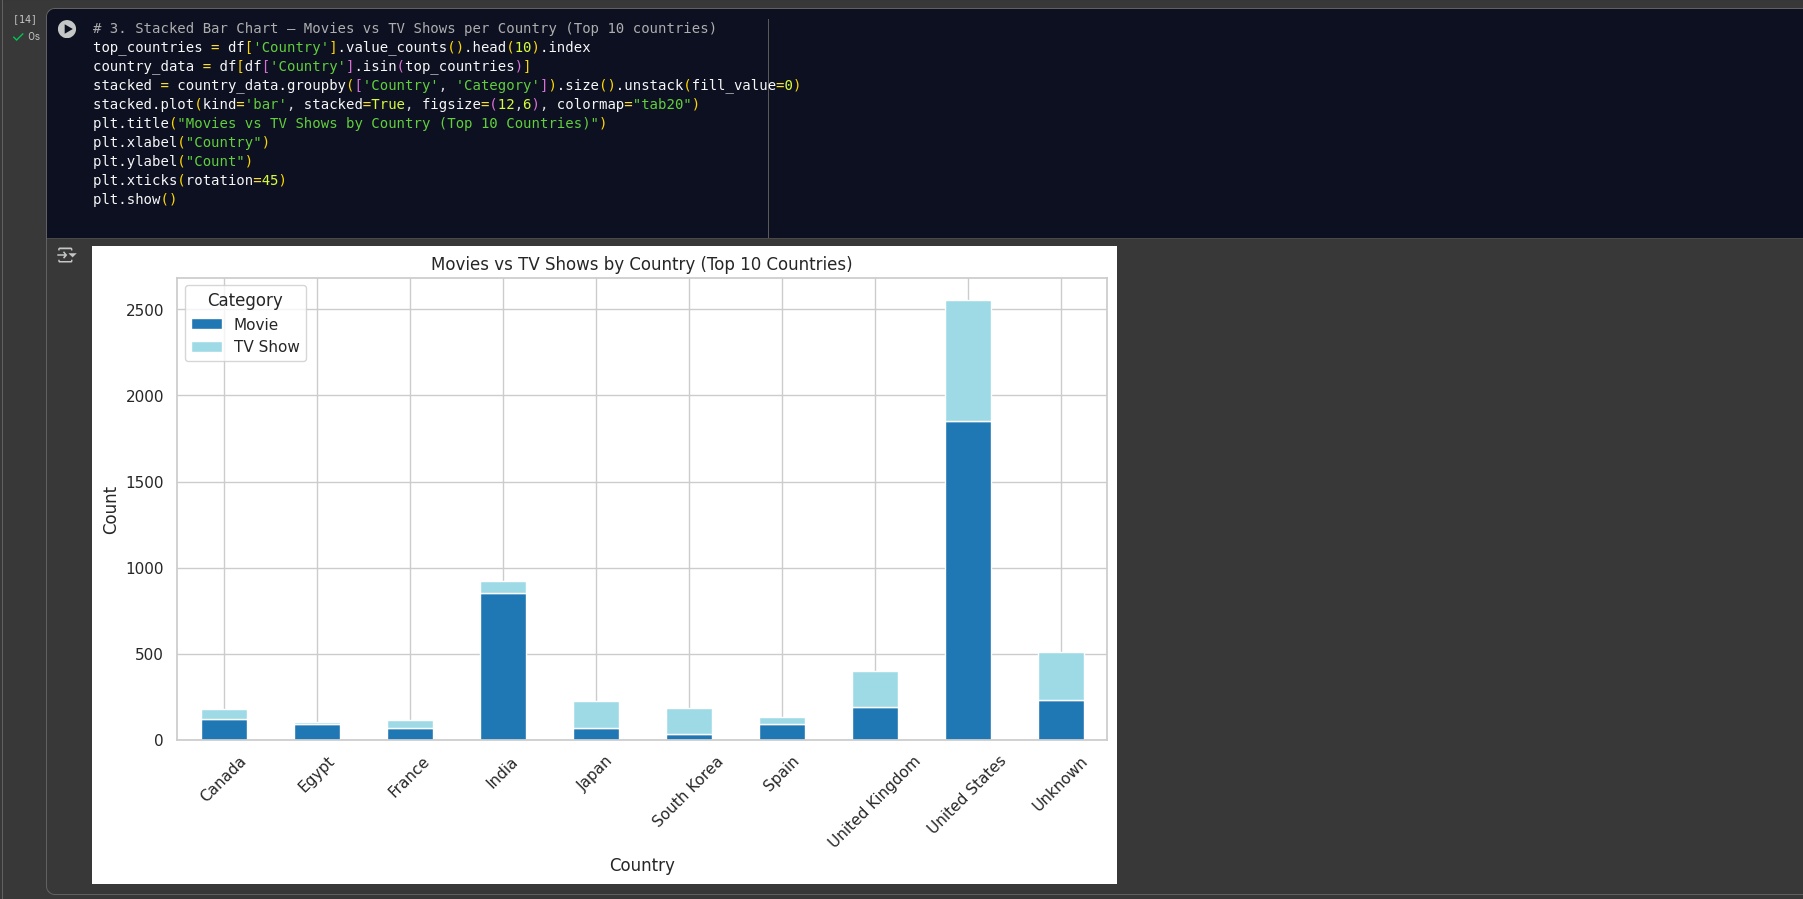 [14]
0s
# 3. Stacked Bar Chart – Movies vs TV Shows per Country (Top 10 countries)
top_countries = df['Country'].value_counts().head(10).index
country_data = df[df['Country'].isin(top_countries)]
stacked = country_data.groupby(['Country', 'Category']).size().unstack(fill_value=0)
stacked.plot(kind='bar', stacked=True, figsize=(12,6), colormap="tab20")
plt.title("Movies vs TV Shows by Country (Top 10 Countries)")
plt.xlabel("Country")
plt.ylabel("Count")
plt.xticks(rotation=45)
plt.show()
Movies vs TV Shows by Country (Top 10 Countries)
Category
Movie
TV Show
2500
2000
1500
1000
500
0
Count
Canada
Egypt
France
India
Japan
South Korea
Spain
United Kingdom
United States
Unknown
Country